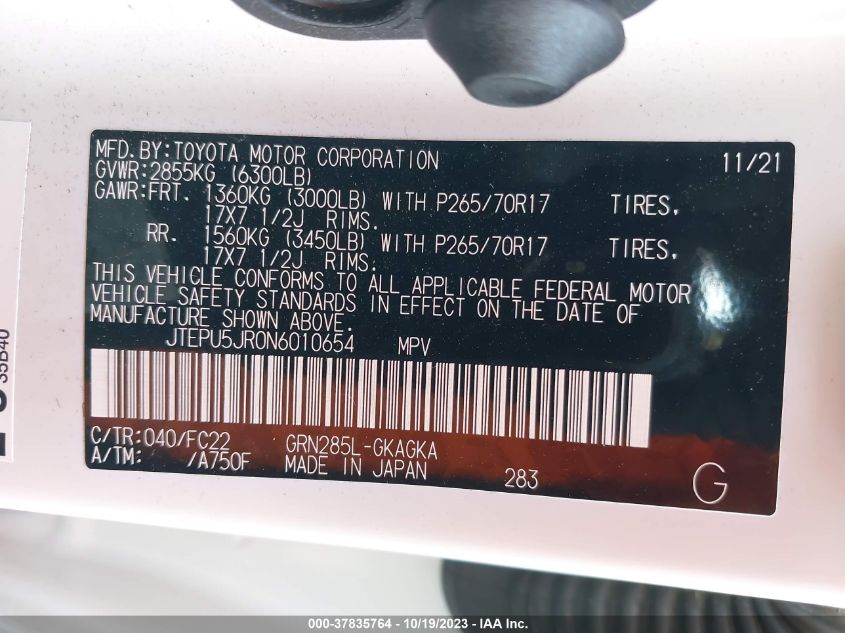 MFD.BY:TOYOTA MOTOR CORPORATION 11/21
GVWR:2855KG (6300LB)
GAWR:FRT. 1360KG (3000LB) WITH P265/70R17 TIRES,
17X7 1/2J RIMS.
RR. 1560KG (3450LB) WITH P265/70R17 TIRES,
17X7 1/2J RIMS.
THIS VEHICLE CONFORMS TO ALL APPLICABLE FEDERAL MOTOR
VEHICLE SAFETY STANDARDS IN EFFECT ON THE DATE OF
MANUFACTURE SHOWN ABOVE.
JTEPU5JR0N6010654 MPV
C/TR:040/FC22 GRN285L-GKAGKA
A/TM: /A750F MADE IN JAPAN 283 G
35B40
000-37835764 - 10/19/2023 - IAA Inc.